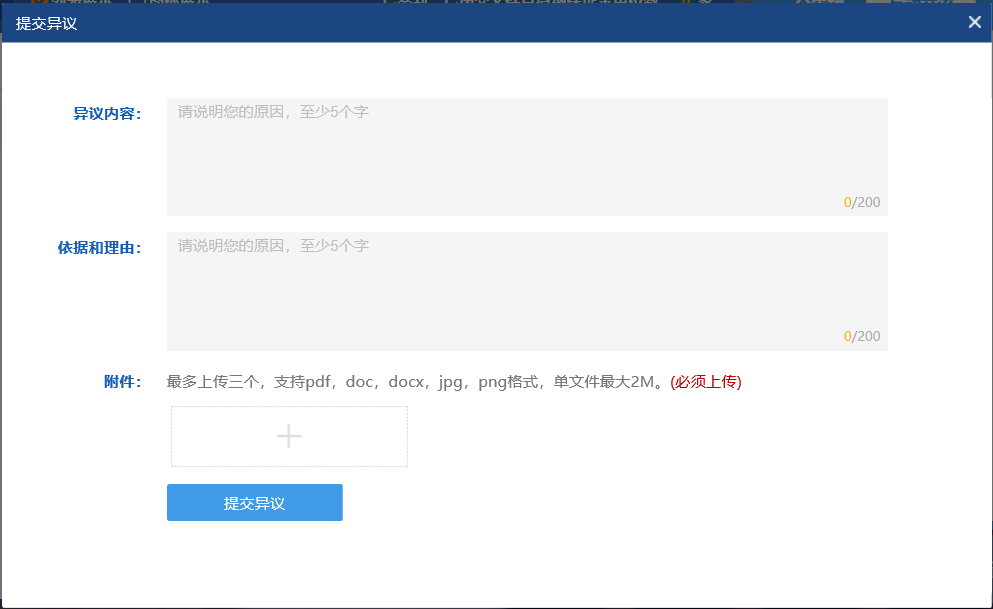 提交异议
异议内容：
请说明您的原因，至少5个字
0/200
依据和理由：
请说明您的原因，至少5个字
0/200
附件：
最多上传三个，支持pdf，doc，docx，jpg，png格式，单文件最大2M。(必须上传)
提交异议